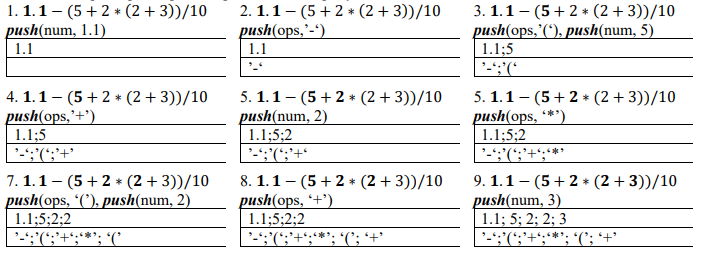 1. 1.1 − (5 + 2 ∗ (2 + 3))/10
push(num, 1.1)
1.1
2. 1.1 − (5 + 2 ∗ (2 + 3))/10
push(ops,'-‘)
1.1
’-‘
3. 1.1 − (5 + 2 ∗ (2 + 3))/10
push(ops,’(‘), push(num, 5)
1.1;5
’-‘;’(‘
4. 1.1 − (5 + 2 ∗ (2 + 3))/10
push(ops,’+’)
1.1;5
’-‘;’(‘;’+’
5. 1.1 − (5 + 2 ∗ (2 + 3))/10
push(num, 2)
1.1;5;2
’-‘;’(‘;’+‘
5. 1.1 − (5 + 2 ∗ (2 + 3))/10
push(ops, ‘*’)
1.1;5;2
’-‘;’(‘;’+‘;‘*’
7. 1.1 − (5 + 2 ∗ (2 + 3))/10
push(ops, ‘(’), push(num, 2)
1.1;5;2;2
’-‘;’(‘;’+‘;‘*’; ‘(’
8. 1.1 − (5 + 2 ∗ (2 + 3))/10
push(ops, ‘+’)
1.1;5;2;2
’-‘;’(‘;’+‘;‘*’; ‘(’; ‘+’
9. 1.1 − (5 + 2 ∗ (2 + 3))/10
push(num, 3)
1.1; 5; 2; 2; 3
’-‘;’(‘;’+‘;‘*’; ‘(’; ‘+’